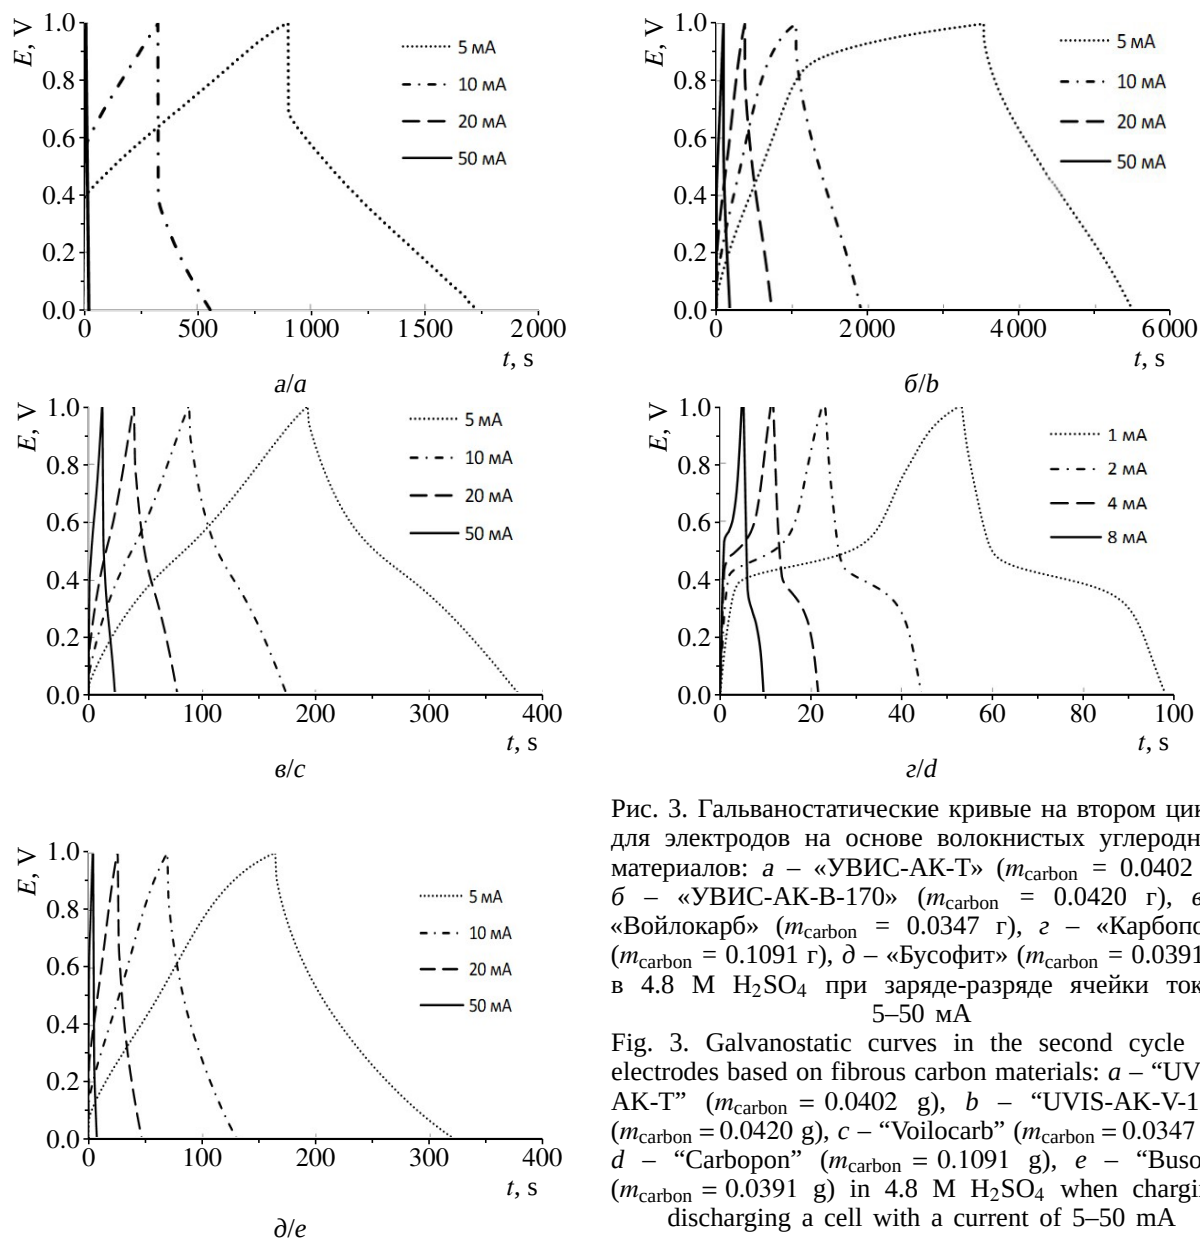 E, V
1.0
0.8
0.6
0.4
0.2
0.0
0
500
1000
1500
2000
t, s
5 мА
10 мА
20 мА
50 мА
а/a
E, V
1.0
0.8
0.6
0.4
0.2
0.0
0
2000
4000
6000
t, s
5 мА
10 мА
20 мА
50 мА
б/b
E, V
1.0
0.8
0.6
0.4
0.2
0.0
0
100
200
300
400
t, s
5 мА
10 мА
20 мА
50 мА
в/c
E, V
1.0
0.8
0.6
0.4
0.2
0.0
0
20
40
60
80
100
t, s
1 мА
2 мА
4 мА
8 мА
г/d
E, V
1.0
0.8
0.6
0.4
0.2
0.0
0
100
200
300
400
t, s
5 мА
10 мА
20 мА
50 мА
д/e
Рис. 3. Гальваностатические кривые на втором
для электродов на основе волокнистых
материалов: а – «УВИС-АК-Т» (mcarbon = 0.0402
б – «УВИС-АК-В-170» (mcarbon = 0.0420 г),
«Войлокарб» (mcarbon = 0.0347 г), г –
(mcarbon = 0.1091 г), д – «Бусофит» (mcarbon = 0.0391
в 4.8 М H2SO4 при заряде-разряде ячейки
5–50 мА
Fig. 3. Galvanostatic curves in the second cycle
electrodes based on fibrous carbon materials: a –
AK-T” (mcarbon = 0.0402 g), b –
(mcarbon = 0.0420 g), c – “Voilocarb” (mcarbon = 0.0347
d – “Carbopon” (mcarbon = 0.1091 g), e –
(mcarbon = 0.0391 g) in 4.8 M H2SO4 when
discharging a cell with a current of 5–50 mA